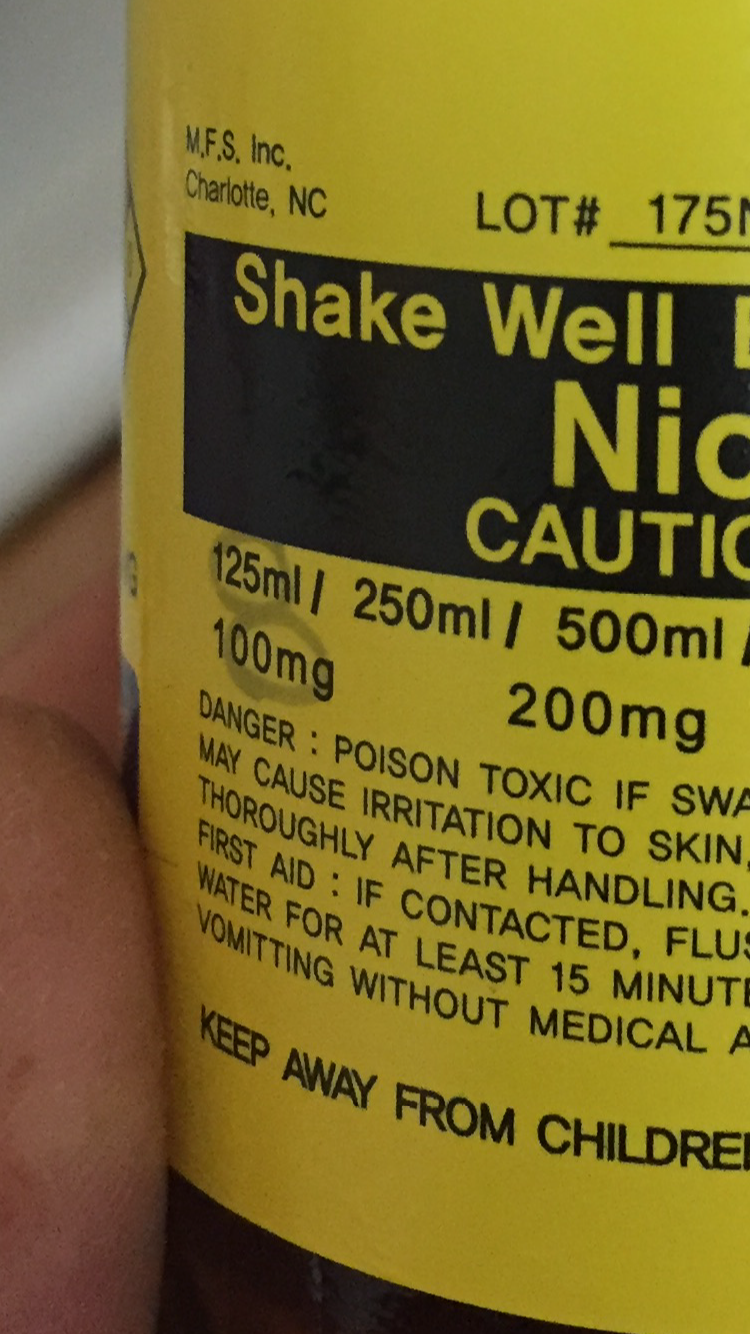 M.F.S. Inc.
Charlotte, NC
LOT# 175
Shake Well
Nic
CAUTIO
125ml / 250ml / 500ml /
100mg 200mg
DANGER : POISON TOXIC IF SWA
MAY CAUSE IRRITATION TO SKIN,
THOROUGHLY AFTER HANDLING.
FIRST AID : IF CONTACTED, FLUS
WATER FOR AT LEAST 15 MINUTE
VOMITTING WITHOUT MEDICAL A
KEEP AWAY FROM CHILDREN